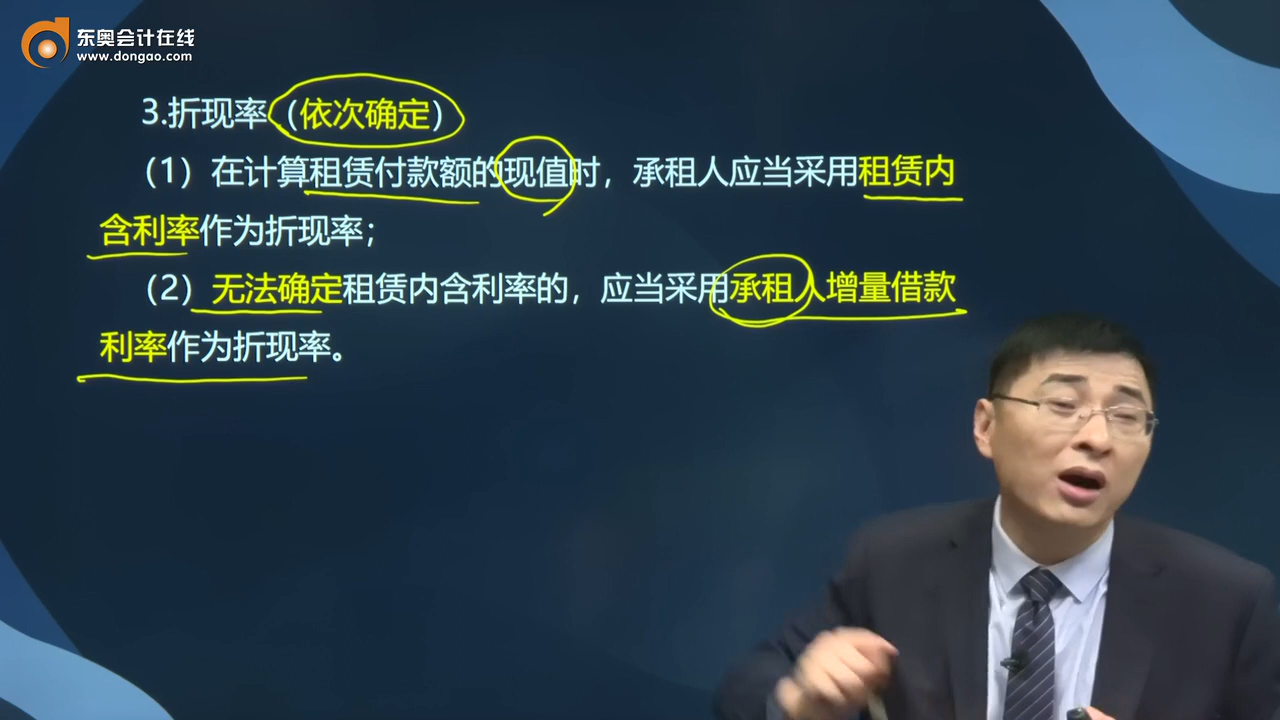 东奥会计在线
www.dongao.com
3.折现率（依次确定）
（1）在计算租赁付款额的现值时，承租人应当采用租赁内
含利率作为折现率；
（2）无法确定租赁内含利率的，应当采用承租人增量借款
利率作为折现率。